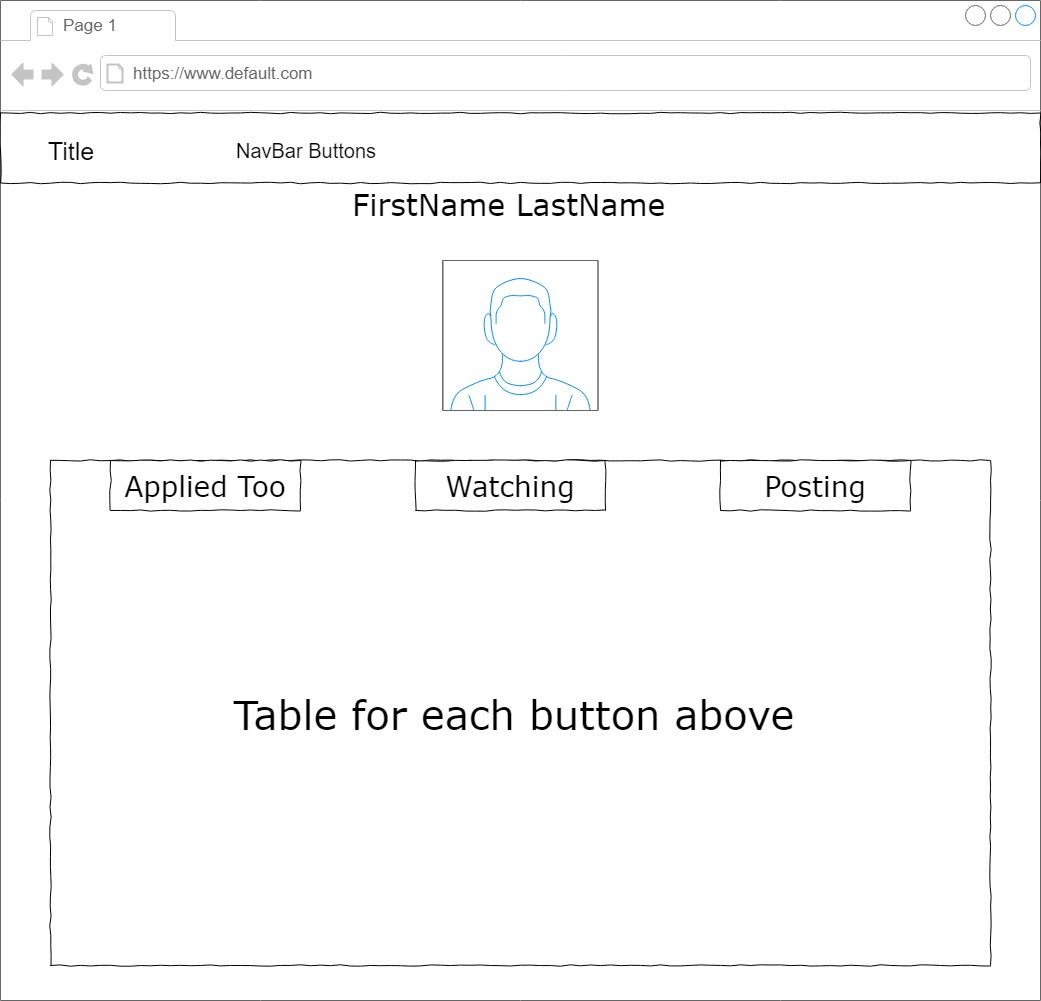 Page 1
https://www.default.com
Title NavBar Buttons
FirstName LastName
Applied Too Watching Posting
Table for each button above